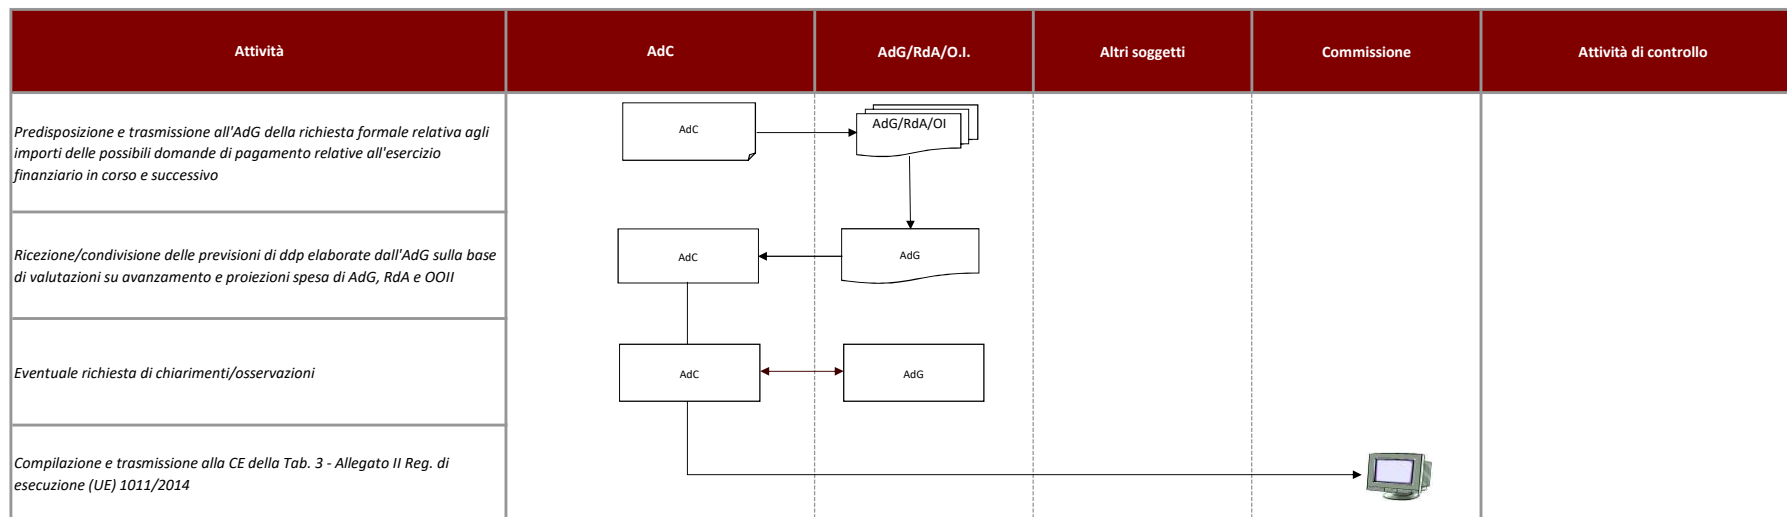 Attività
AdC
AdG/RdA/O.I.
Altri soggetti
Commissione
Attività di controllo
Predisposizione e trasmissione all'AdG della richiesta formale relativa agli
importi delle possibili domande di pagamento relative all'esercizio
finanziario in corso e successivo
AdC
AdG/RdA/OI
Ricezione/condivisione delle previsioni di ddp elaborate dall'AdG sulla base
di valutazioni su avanzamento e proiezioni spesa di AdG, RdA e OOII
AdC
AdG
Eventuale richiesta di chiarimenti/osservazioni
AdC
AdG
Compilazione e trasmissione alla CE della Tab. 3 - Allegato II Reg. di
esecuzione (UE) 1011/2014